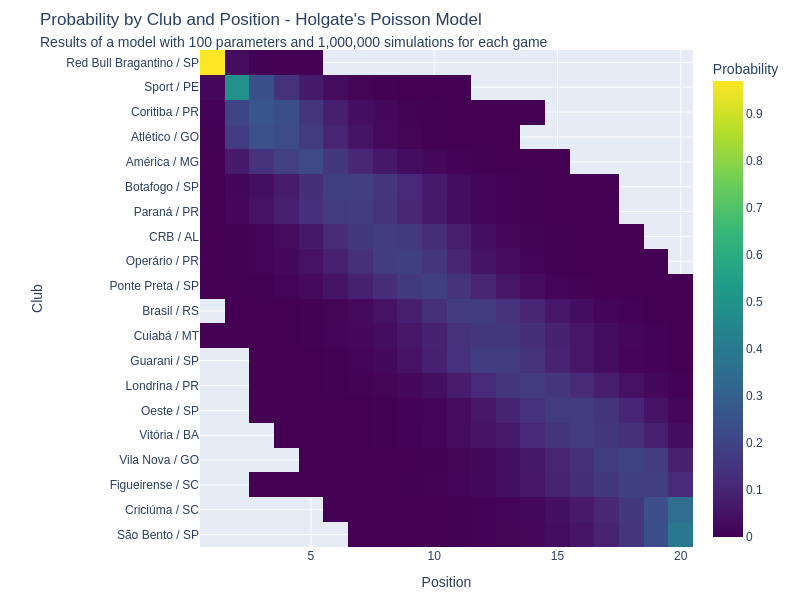 Probability by Club and Position - Holgate's Poisson Model
Results of a model with 100 parameters and 1,000,000 simulations for each game
Probability
Red Bull Bragantino / SP
Sport / PE
Coritiba / PR
Atlético / GO
América / MG
Botafogo / SP
Paraná / PR
CRB / AL
Operário / PR
Ponte Preta / SP
Brasil / RS
Cuiabá / MT
Guarani / SP
Londrina / PR
Oeste / SP
Vitória / BA
Vila Nova / GO
Figueirense / SC
Criciúma / SC
São Bento / SP
Club
0.9
0.8
0.7
0.6
0.5
0.4
0.3
0.2
0.1
0
5
10
15
20
Position